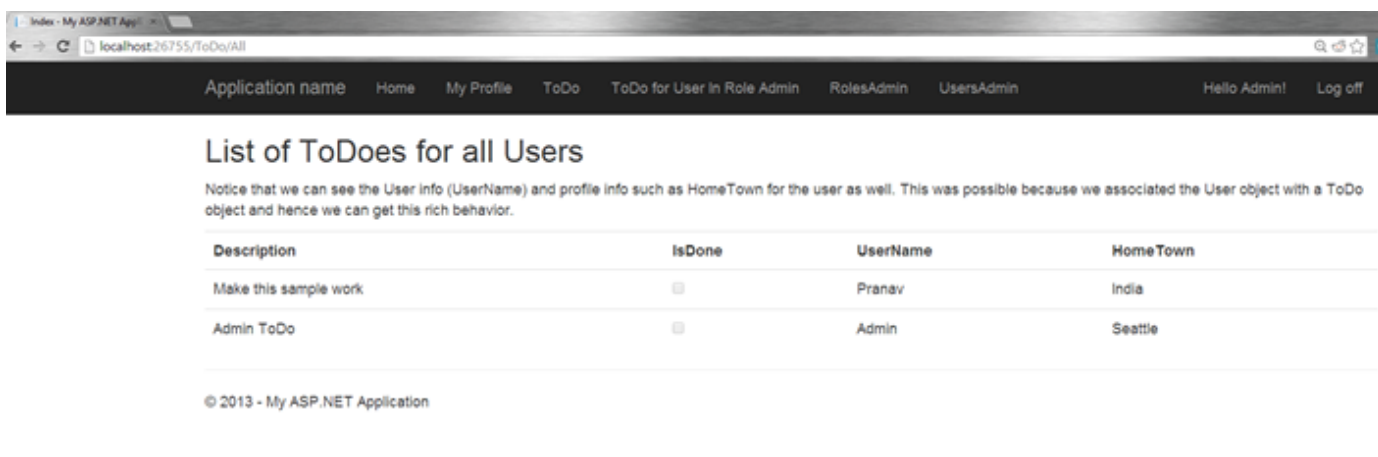 Index - My ASP.NET Appl
localhost:26755/ToDo/All
Application name Home My Profile ToDo ToDo for User In Role Admin RolesAdmin UsersAdmin Hello Admin! Log off
List of ToDoes for all Users
Notice that we can see the User info (UserName) and profile info such as HomeTown for the user as well. This was possible because we associated the User object with a ToDo
object and hence we can get this rich behavior.
Description IsDone UserName HomeTown
Make this sample work Pranav India
Admin ToDo Admin Seattle
© 2013 - My ASP.NET Application